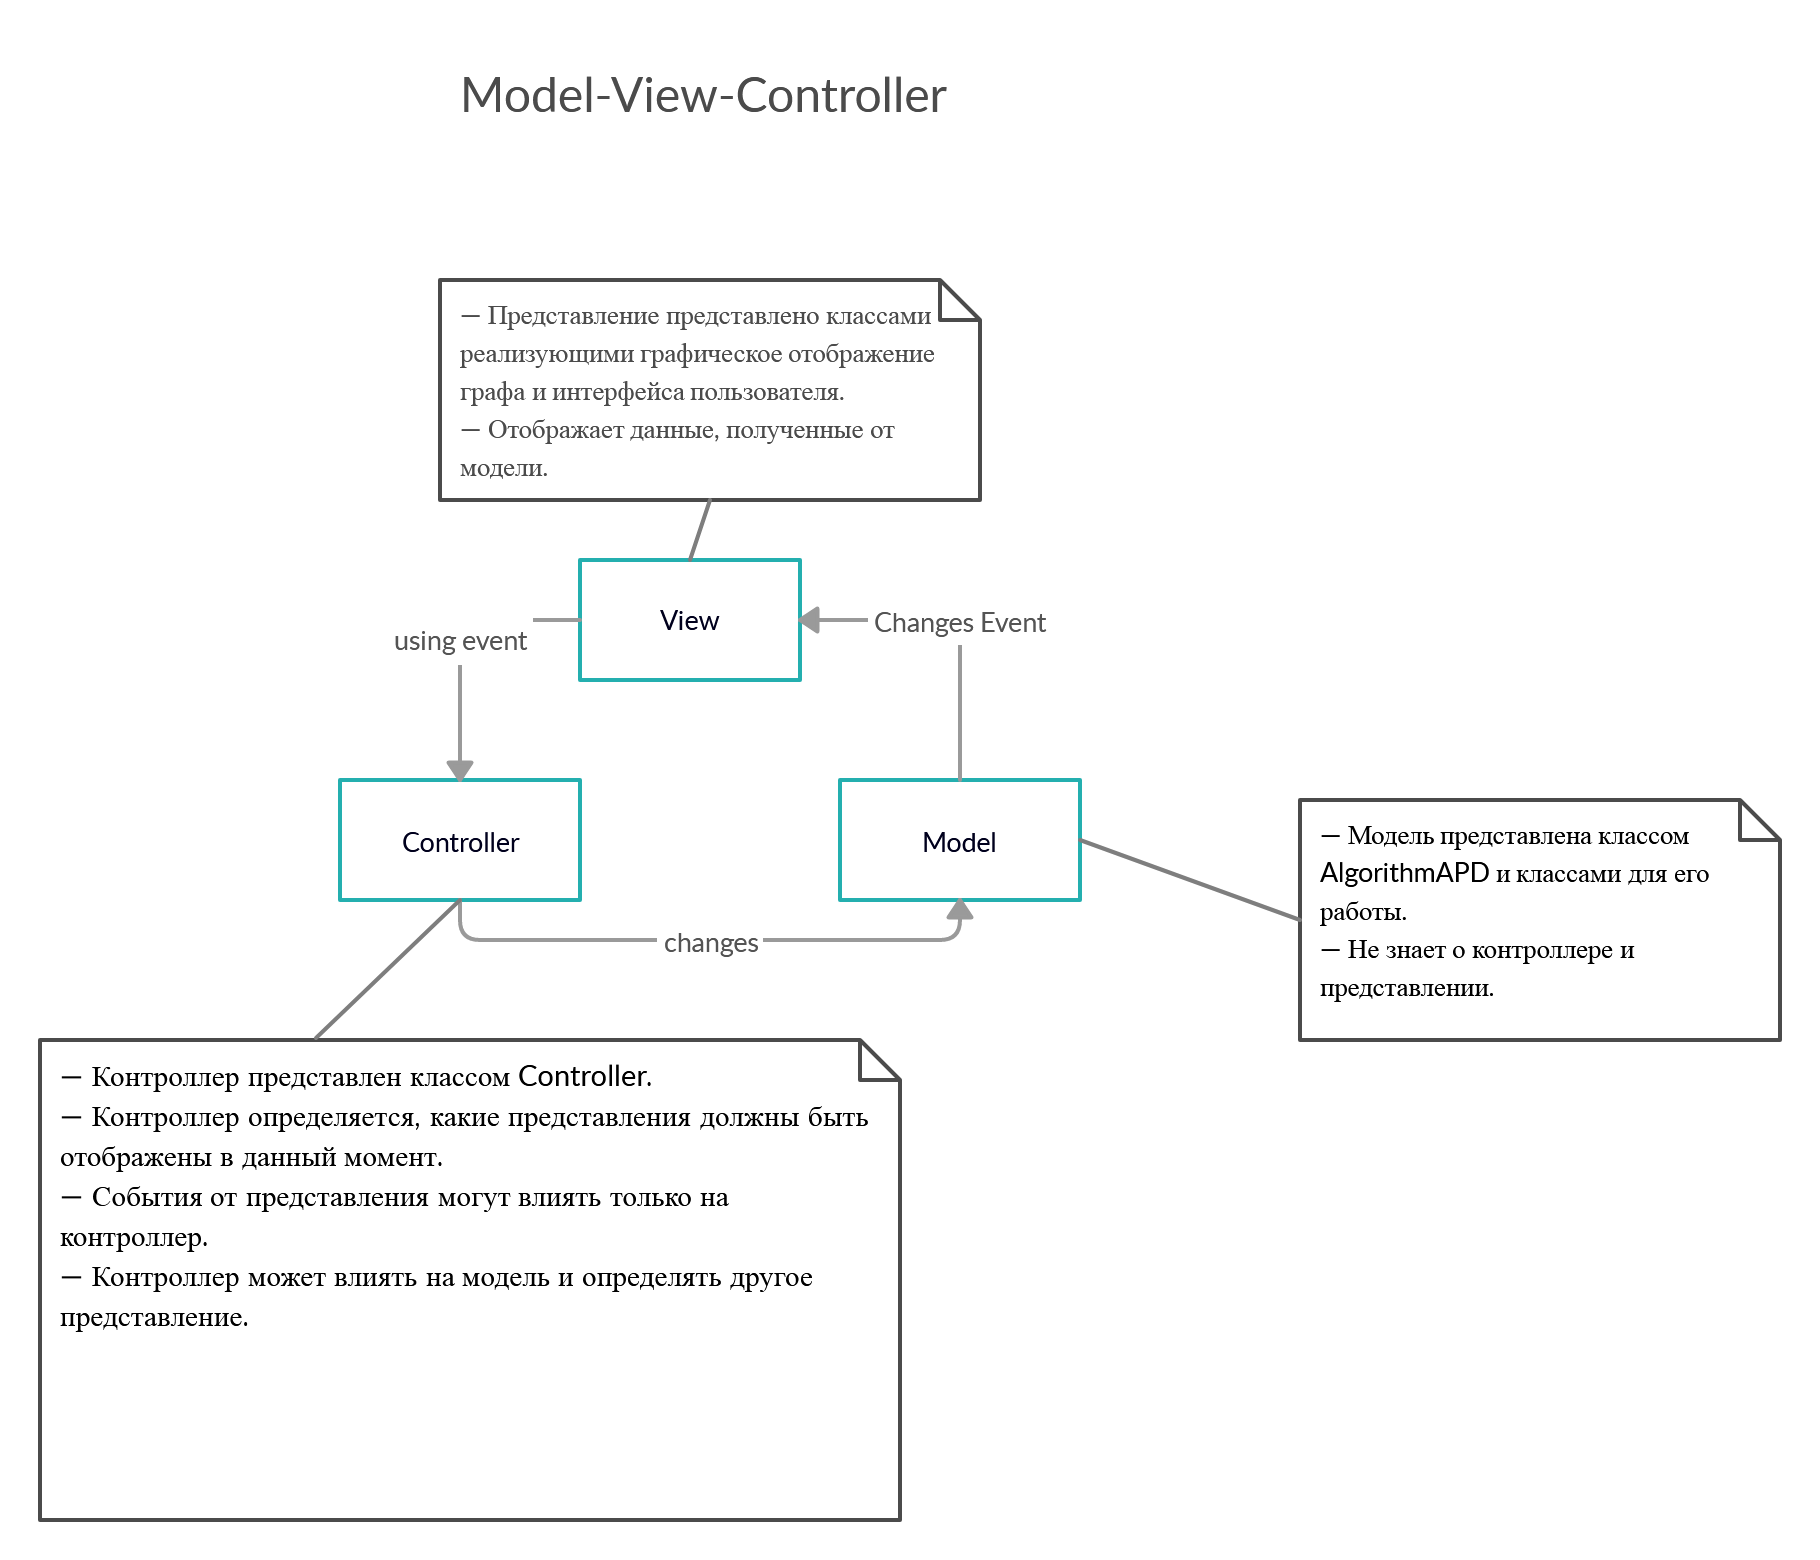 Model-View-Controller
— Представление представлено классами
реализующими графическое отображение
графа и интерфейса пользователя.
— Отображает данные, полученные от
модели.
View
using event
Changes Event
Controller
Model
changes
— Модель представлена классом
AlgorithmAPD и классами для его
работы.
— Не знает о контроллере и
представлении.
— Контроллер представлен классом Controller.
— Контроллер определяется, какие представления должны быть
отображены в данный момент.
— События от представления могут влиять только на
контроллер.
— Контроллер может влиять на модель и определять другое
представление.